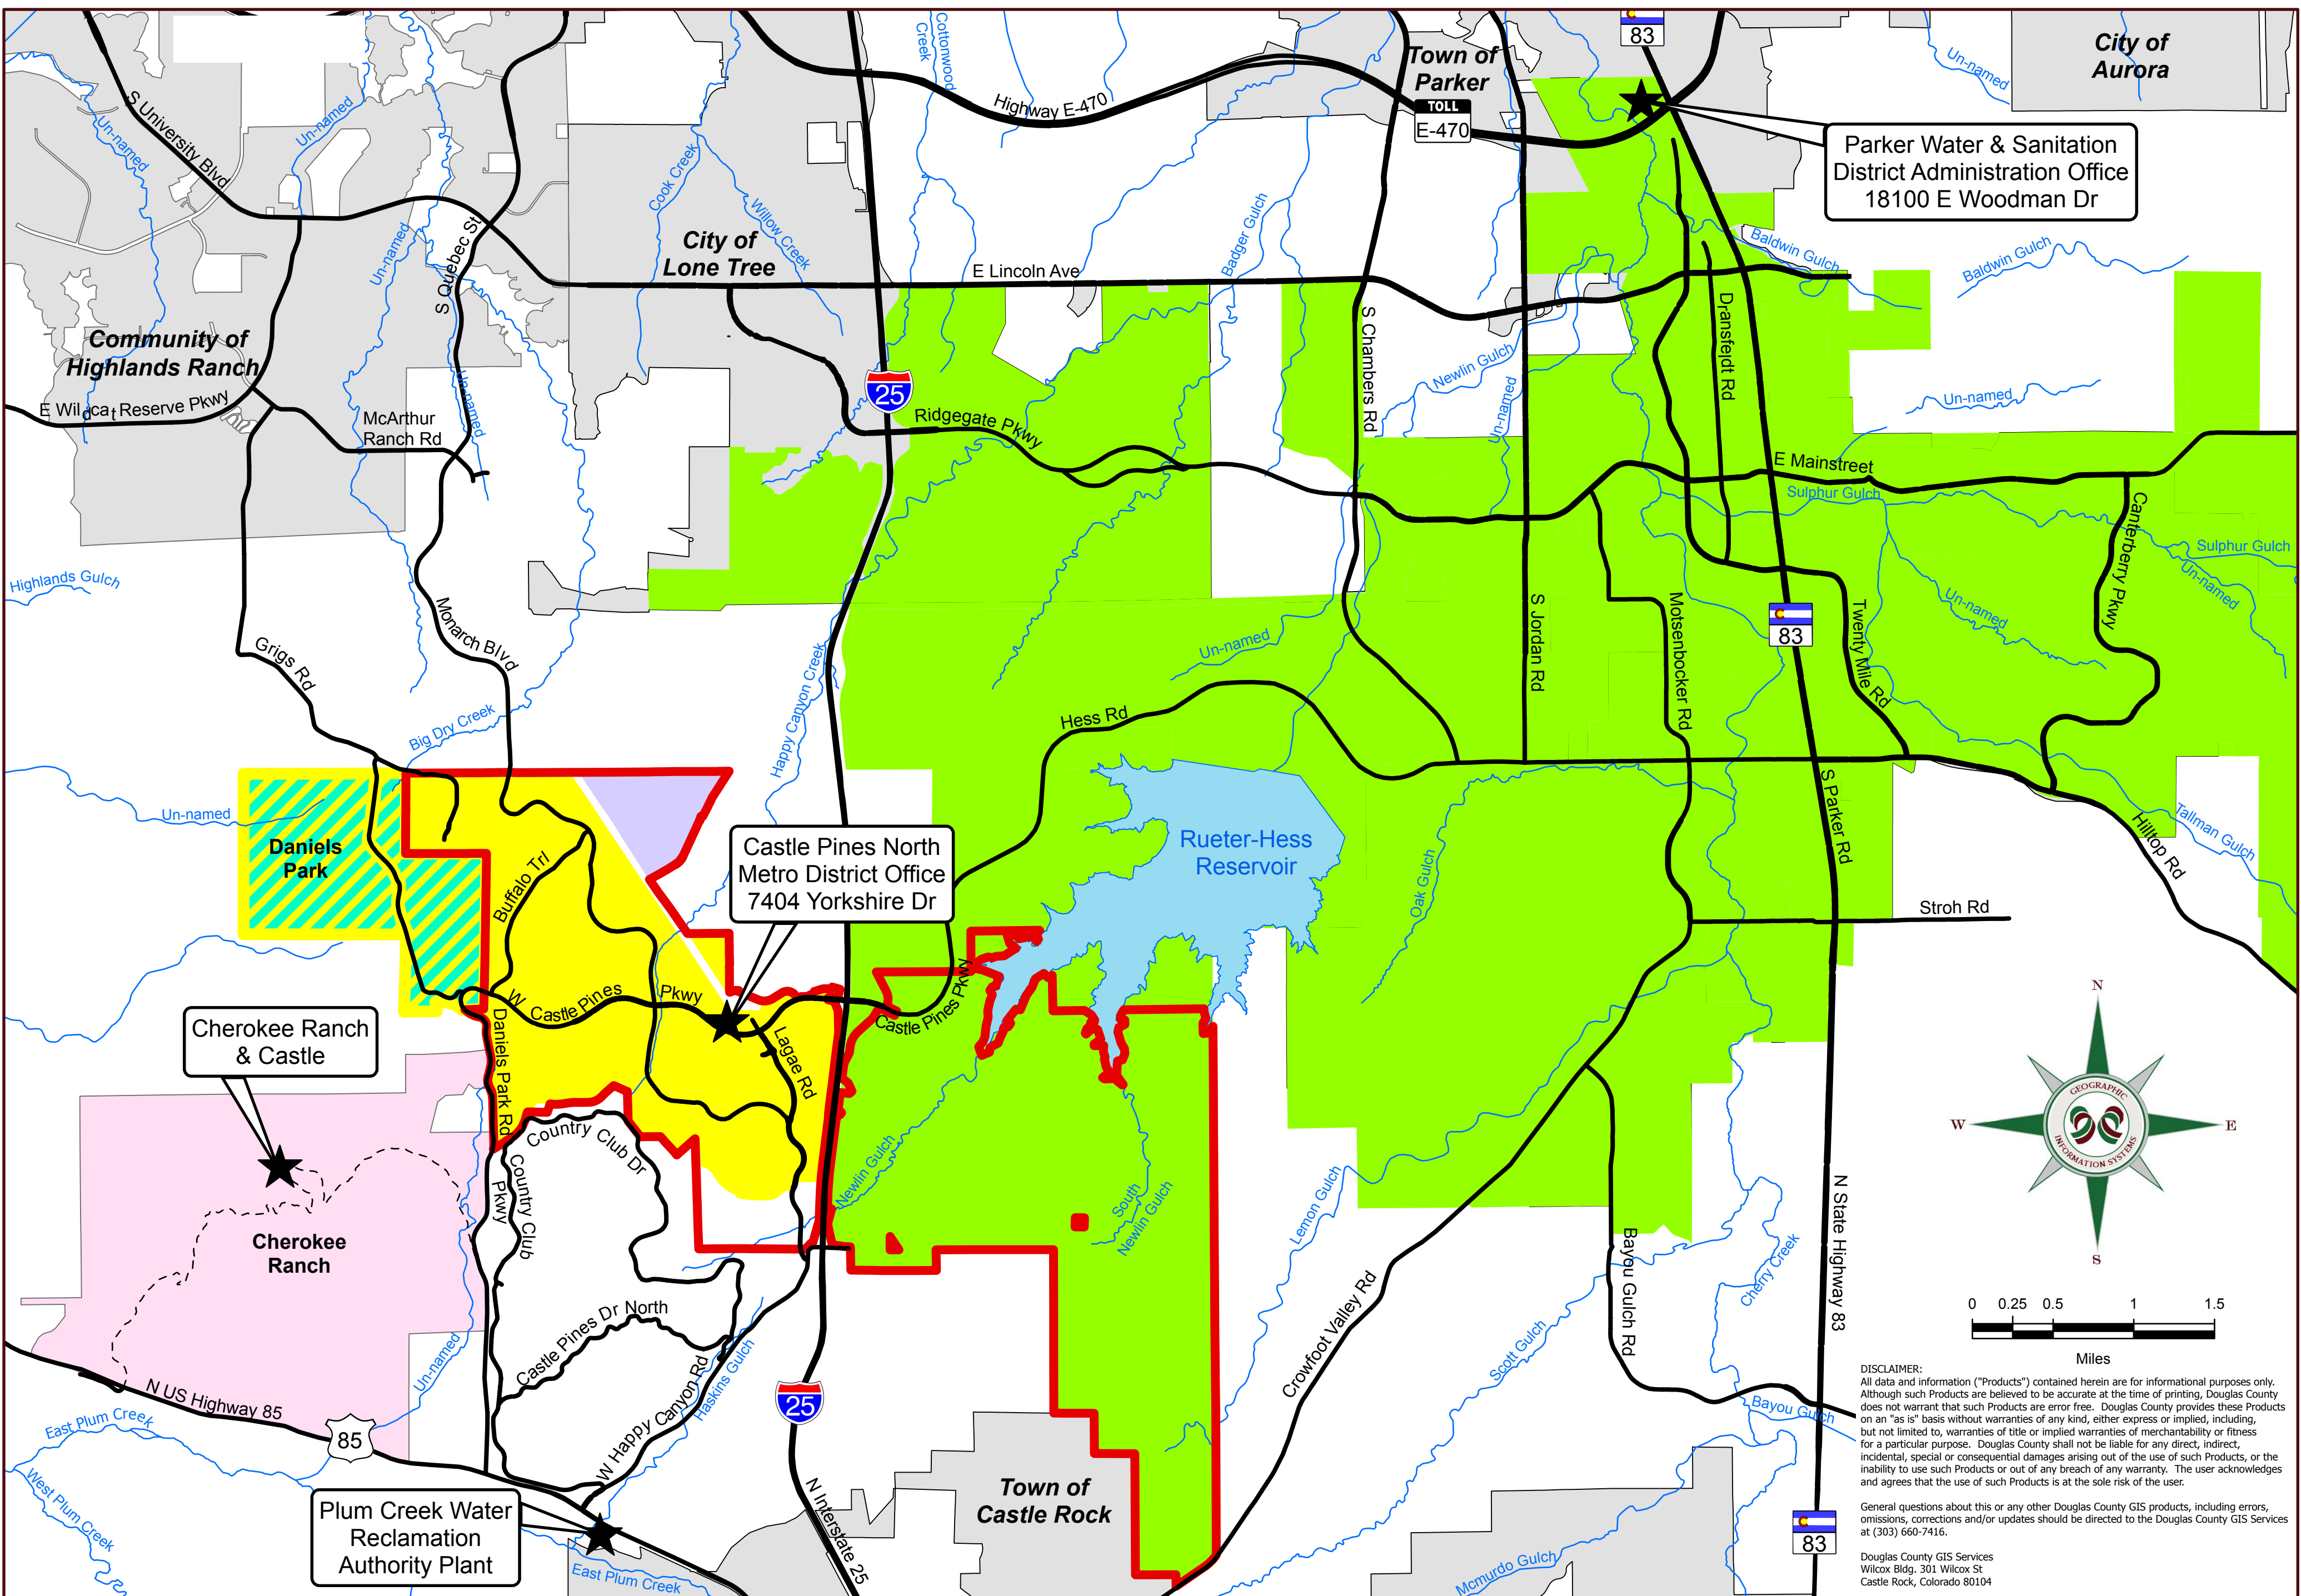 83
City of
Aurora
Cottonwood
Creek
Town of
Parker
TOLL
E-470
Highway E-470
Un-named
Un-named
Un-named
S University Blvd
Parker Water & Sanitation
District Administration Office
18100 E Woodman Dr
Cook Creek
Willow Creek
Badger Gulch
Un-named
S Quebec St
City of
Lone Tree
E Lincoln Ave
Baldwin Gulch
Baldwin Gulch
Community of
Highlands Ranch
S Chambers Rd
Newlin Gulch
Dransfeldt Rd
25
E Wildcat Reserve Pkwy
McArthur
Ranch Rd
Un-named
Ridgegate Pkwy
Un-named
Un-named
E Mainstreet
Sulphur Gulch
Canterberry Pkwy
Sulphur Gulch
Un-named
Highlands Gulch
Monarch Blvd
Grigs Rd
Happy Canyon Creek
Un-named
S Jordan Rd
Motsenbocker Rd
83
Twenty Mile Rd
Un-named
Big Dry Creek
Hess Rd
Un-named
Daniels
Park
Buffalo Trl
Castle Pines North
Metro District Office
7404 Yorkshire Dr
Rueter-Hess
Reservoir
Oak Gulch
S Parker Rd
Tallman Gulch
Hilltop Rd
Stroh Rd
W Castle Pines Pkwy
Castle Pines Pkwy
Lagae Rd
Daniels Park Rd
Cherokee Ranch
& Castle
Country Club Dr
Country Club
Pkwy
Newlin Gulch
South
Newlin Gulch
Lemon Gulch
Cherokee
Ranch
Bayou Gulch Rd
Cherry Creek
N State Highway 83
N
W
E
S
GEOGRAPHIC
INFORMATION SYSTEMS
0 0.25 0.5 1 1.5
Miles
Castle Pines Dr North
W Happy Canyon Rd
Haskins Gulch
Crowfoot Valley Rd
Scott Gulch
Un-named
N US Highway 85
85
25
East Plum Creek
West Plum Creek
Bayou Gulch
Plum Creek Water
Reclamation
Authority Plant
East Plum Creek
N Interstate 25
Town of
Castle Rock
Mcmurdo Gulch
83
DISCLAIMER:
All data and information ("Products") contained herein are for informational purposes only.
Although such Products are believed to be accurate at the time of printing, Douglas County
does not warrant that such Products are error free. Douglas County provides these Products
on an "as is" basis without warranties of any kind, either express or implied, including,
but not limited to, warranties of title or implied warranties of merchantability or fitness
for a particular purpose. Douglas County shall not be liable for any direct, indirect,
incidental, special or consequential damages arising out of the use of such Products, or the
inability to use such Products or out of any breach of any warranty. The user acknowledges
and agrees that the use of such Products is at the sole risk of the user.
General questions about this or any other Douglas County GIS products, including errors,
omissions, corrections and/or updates should be directed to the Douglas County GIS Services
at (303) 660-7416.
Douglas County GIS Services
Wilcox Bldg. 301 Wilcox St
Castle Rock, Colorado 80104